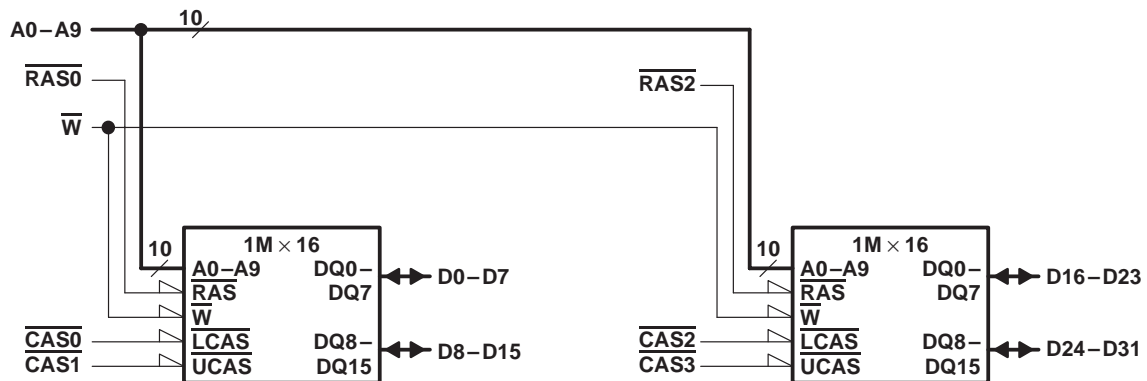 10
A0–A9
RAS0
RAS2
W
1M × 16
10
A0–A9
DQ0–
DQ7
RAS
W
LCAS
DQ8–
UCAS
DQ15
D0–D7
CAS0
CAS1
D8–D15
1M × 16
10
A0–A9
DQ0–
DQ7
RAS
W
LCAS
DQ8–
UCAS
DQ15
D16–D23
CAS2
CAS3
D24–D31